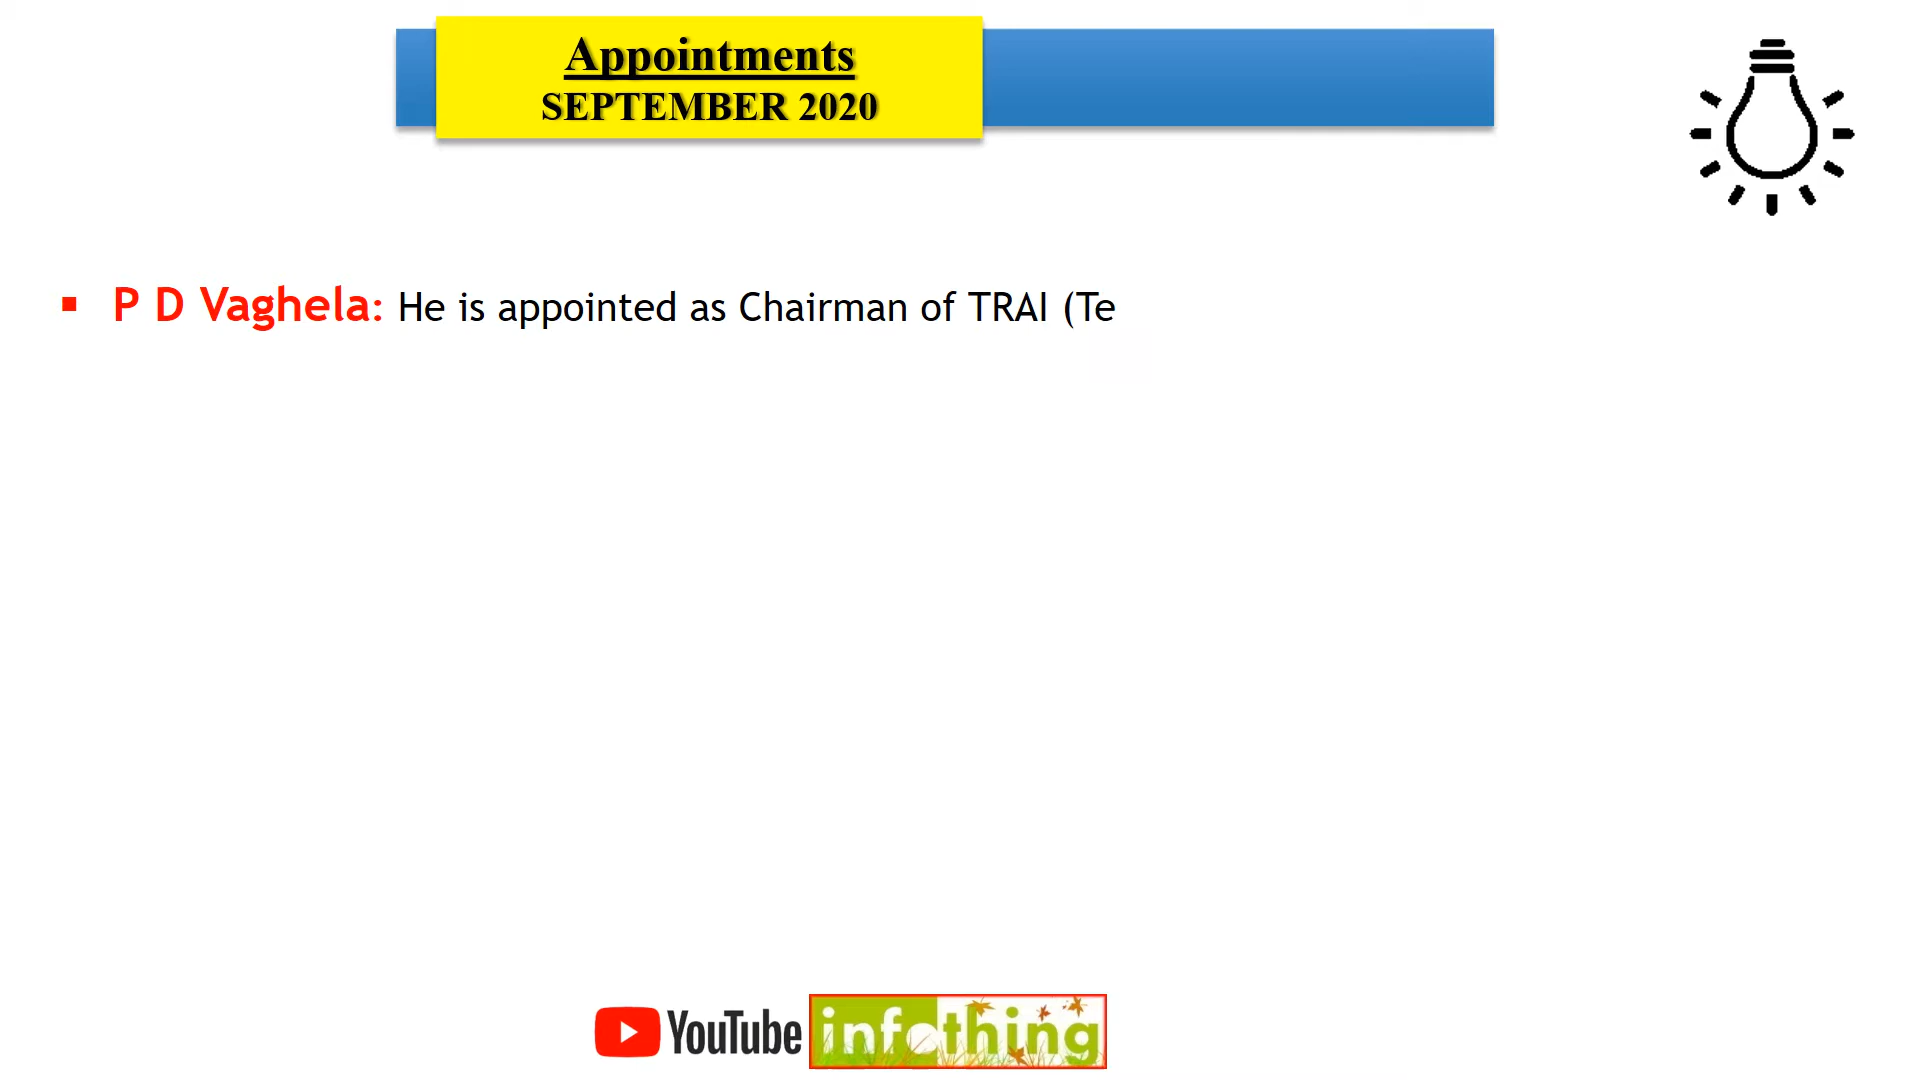 Appointments
SEPTEMBER 2020
▪ P D Vaghela: He is appointed as Chairman of TRAI (Te
YouTube infothing